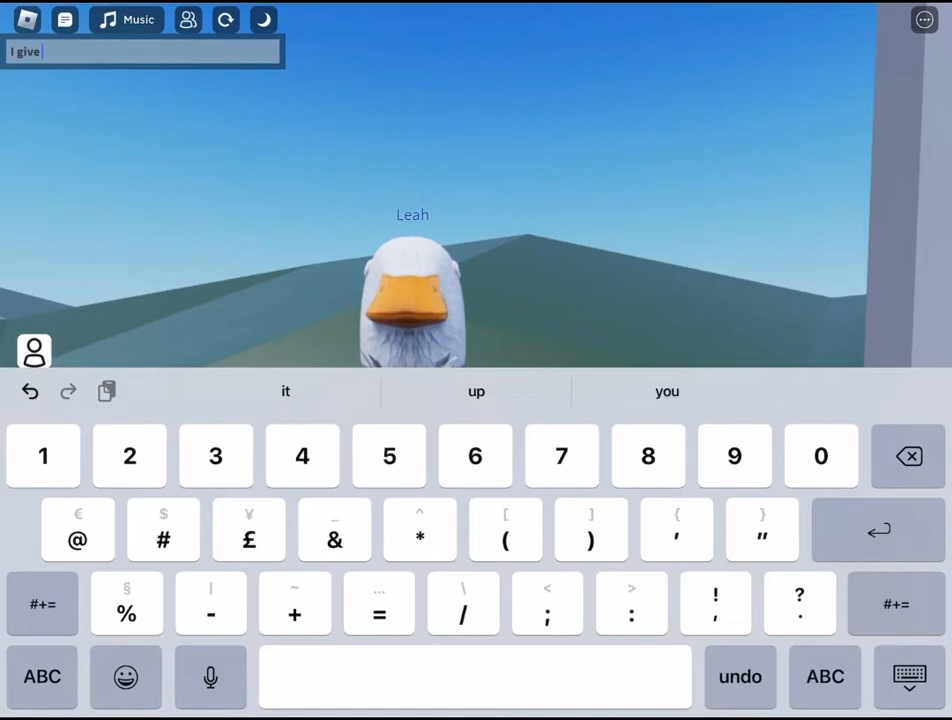 Music
I give
Leah
it up you
1 2 3 4 5 6 7 8 9 0
€ $ ¥ _ ^ [ ] { }
@ # £ & * ( ) ' "
§ | ~ ... \ < > ! ?
#+= % - + = / ; : , . #+=
ABC undo ABC